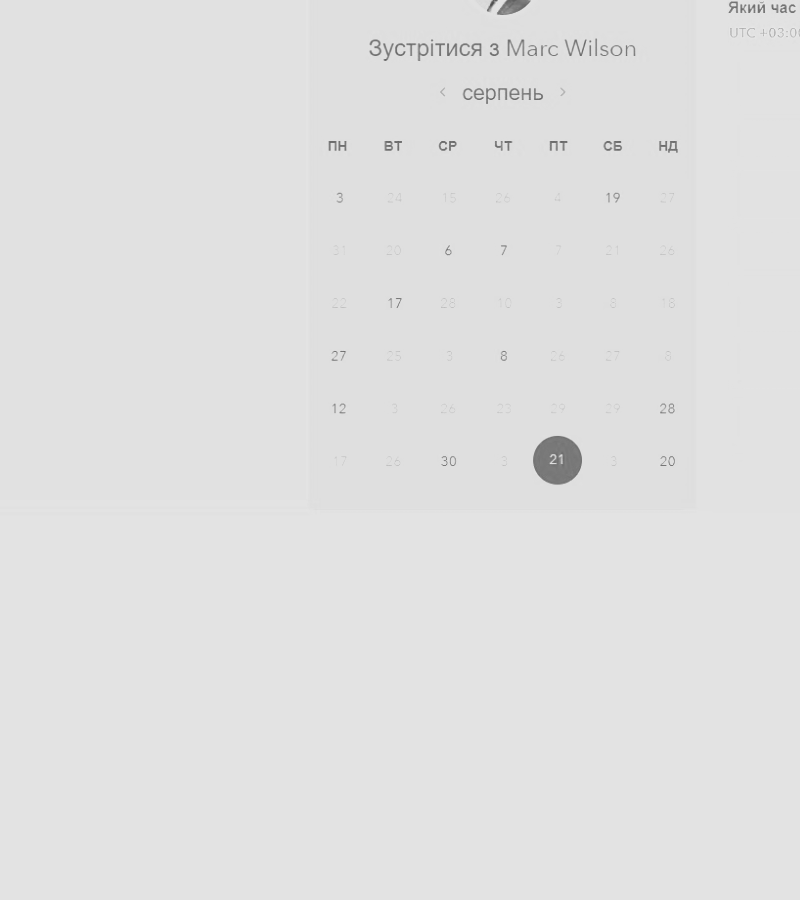 Зустрітися з Marc Wilson
‹ серпень ›
ПН ВТ СР ЧТ ПТ СБ НД
3 24 15 26 4 19 27
31 20 6 7 7 21 26
22 17 28 10 3 8 18
27 25 3 8 26 27 8
12 3 26 23 29 29 28
17 26 30 3 21 3 20
Який час
UTC +03:0